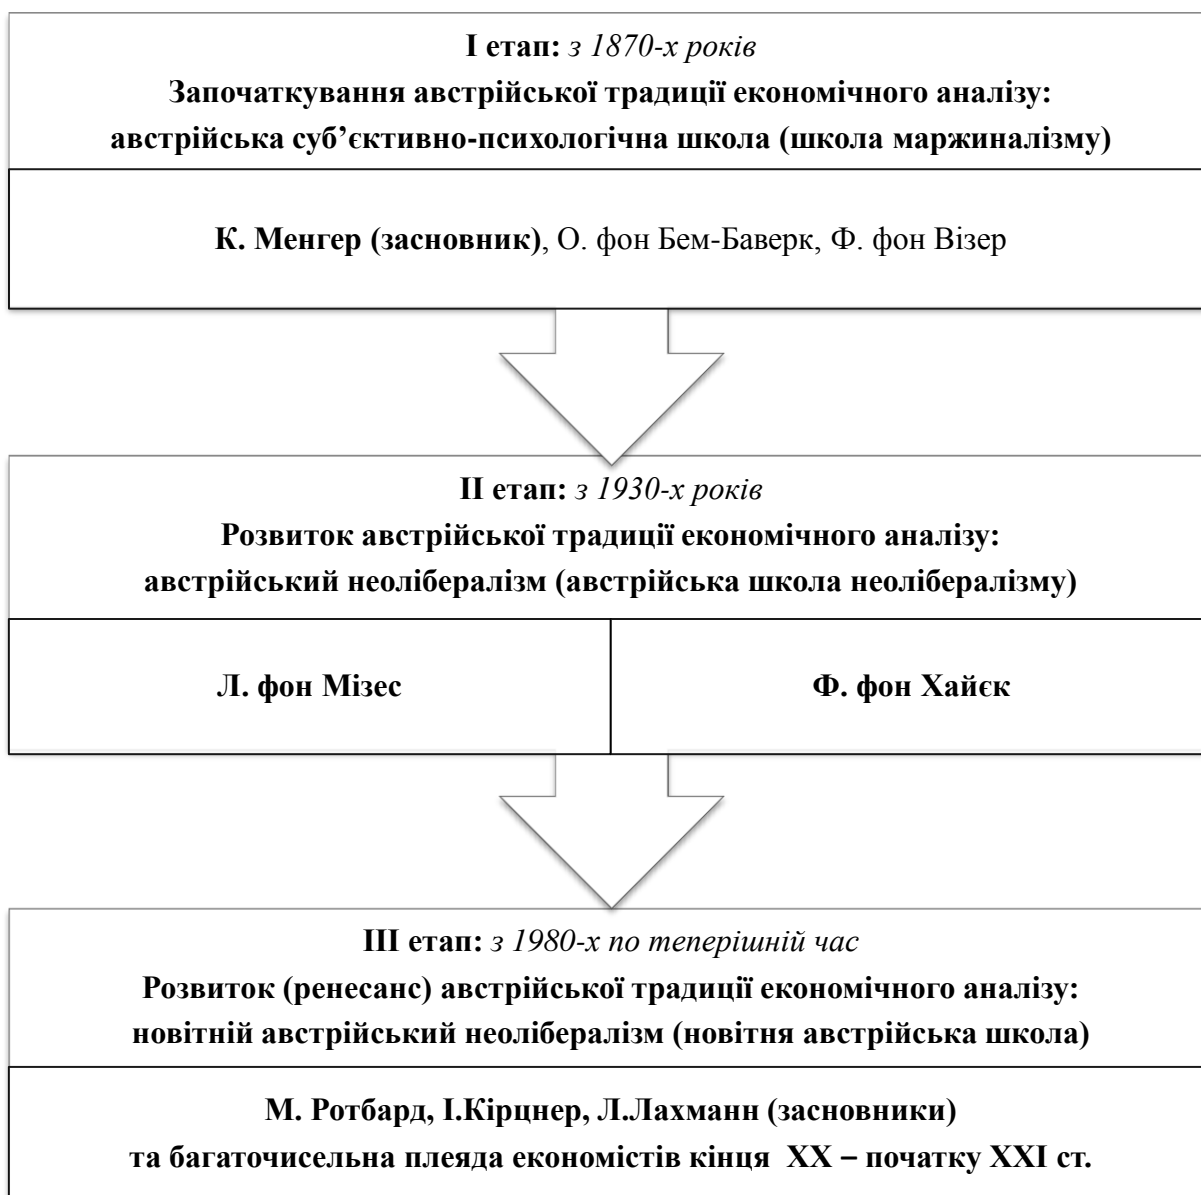 І етап: з 1870-х років
Започаткування австрійської традиції економічного аналізу:
австрійська суб’єктивно-психологічна школа (школа маржиналізму)
К. Менгер (засновник), О. фон Бем-Баверк, Ф. фон Візер
ІІ етап: з 1930-х років
Розвиток австрійської традиції економічного аналізу:
австрійський неолібералізм (австрійська школа неолібералізму)
Л. фон Мізес
Ф. фон Хайєк
ІІІ етап: з 1980-х по теперішній час
Розвиток (ренесанс) австрійської традиції економічного аналізу:
новітній австрійський неолібералізм (новітня австрійська школа)
М. Ротбард, І.Кірцнер, Л.Лахманн (засновники)
та багаточисельна плеяда економістів кінця XX – початку XXI ст.